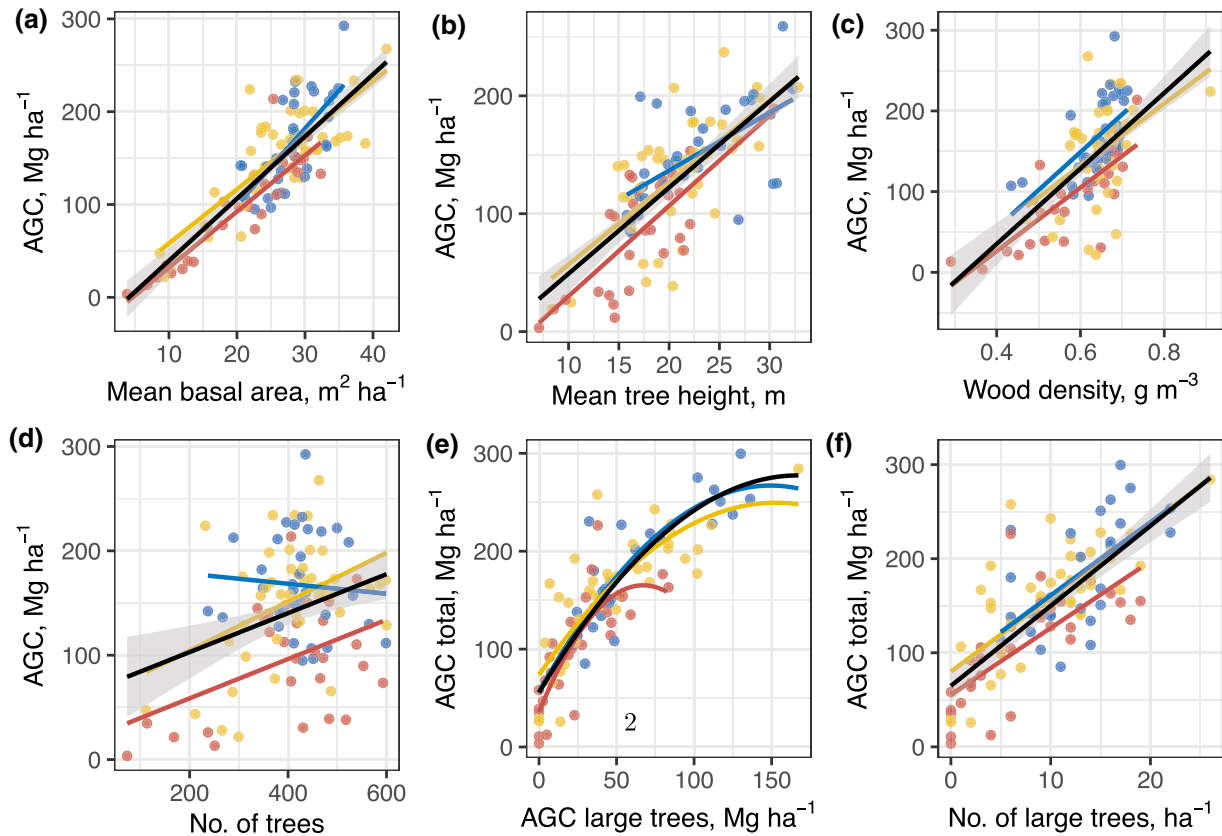 (a)
300
200
100
0
AGC, Mg ha⁻¹
10 20 30 40
Mean basal area, m² ha⁻¹
(b)
300
200
100
0
AGC, Mg ha⁻¹
10 15 20 25 30
Mean tree height, m
(c)
300
200
100
0
AGC, Mg ha⁻¹
0.4 0.6 0.8
Wood density, g m⁻³
(d)
300
200
100
0
AGC, Mg ha⁻¹
200 400 600
No. of trees
(e)
300
200
100
0
AGC total, Mg ha⁻¹
2
0 50 100 150
AGC large trees, Mg ha⁻¹
(f)
300
200
100
0
AGC total, Mg ha⁻¹
0 10 20
No. of large trees, ha⁻¹